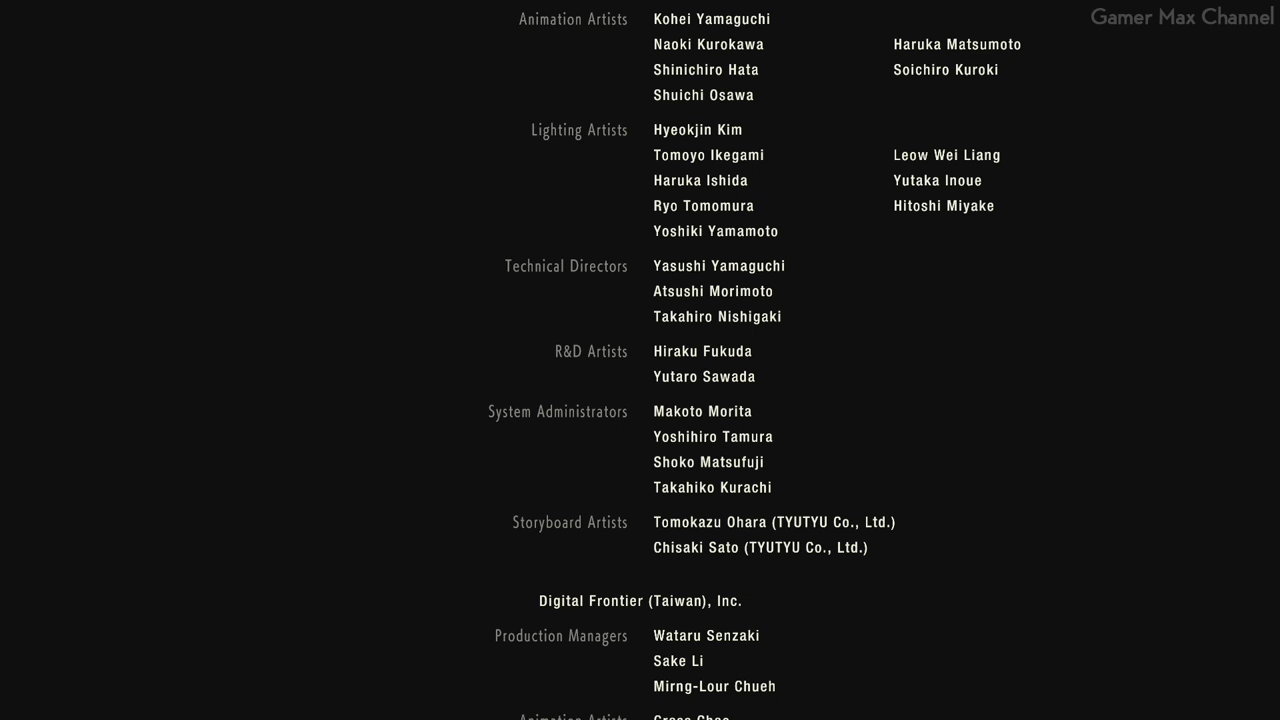 Gamer Max Channel
Animation Artists Kohei Yamaguchi
Naoki Kurokawa Haruka Matsumoto
Shinichiro Hata Soichiro Kuroki
Shuichi Osawa
Lighting Artists Hyeokjin Kim
Tomoyo Ikegami Leow Wei Liang
Haruka Ishida Yutaka Inoue
Ryo Tomomura Hitoshi Miyake
Yoshiki Yamamoto
Technical Directors Yasushi Yamaguchi
Atsushi Morimoto
Takahiro Nishigaki
R&D Artists Hiraku Fukuda
Yutaro Sawada
System Administrators Makoto Morita
Yoshihiro Tamura
Shoko Matsufuji
Takahiko Kurachi
Storyboard Artists Tomokazu Ohara (TYUTYU Co., Ltd.)
Chisaki Sato (TYUTYU Co., Ltd.)
Digital Frontier (Taiwan), Inc.
Production Managers Wataru Senzaki
Sake Li
Mirng-Lour Chueh
Animation Artists